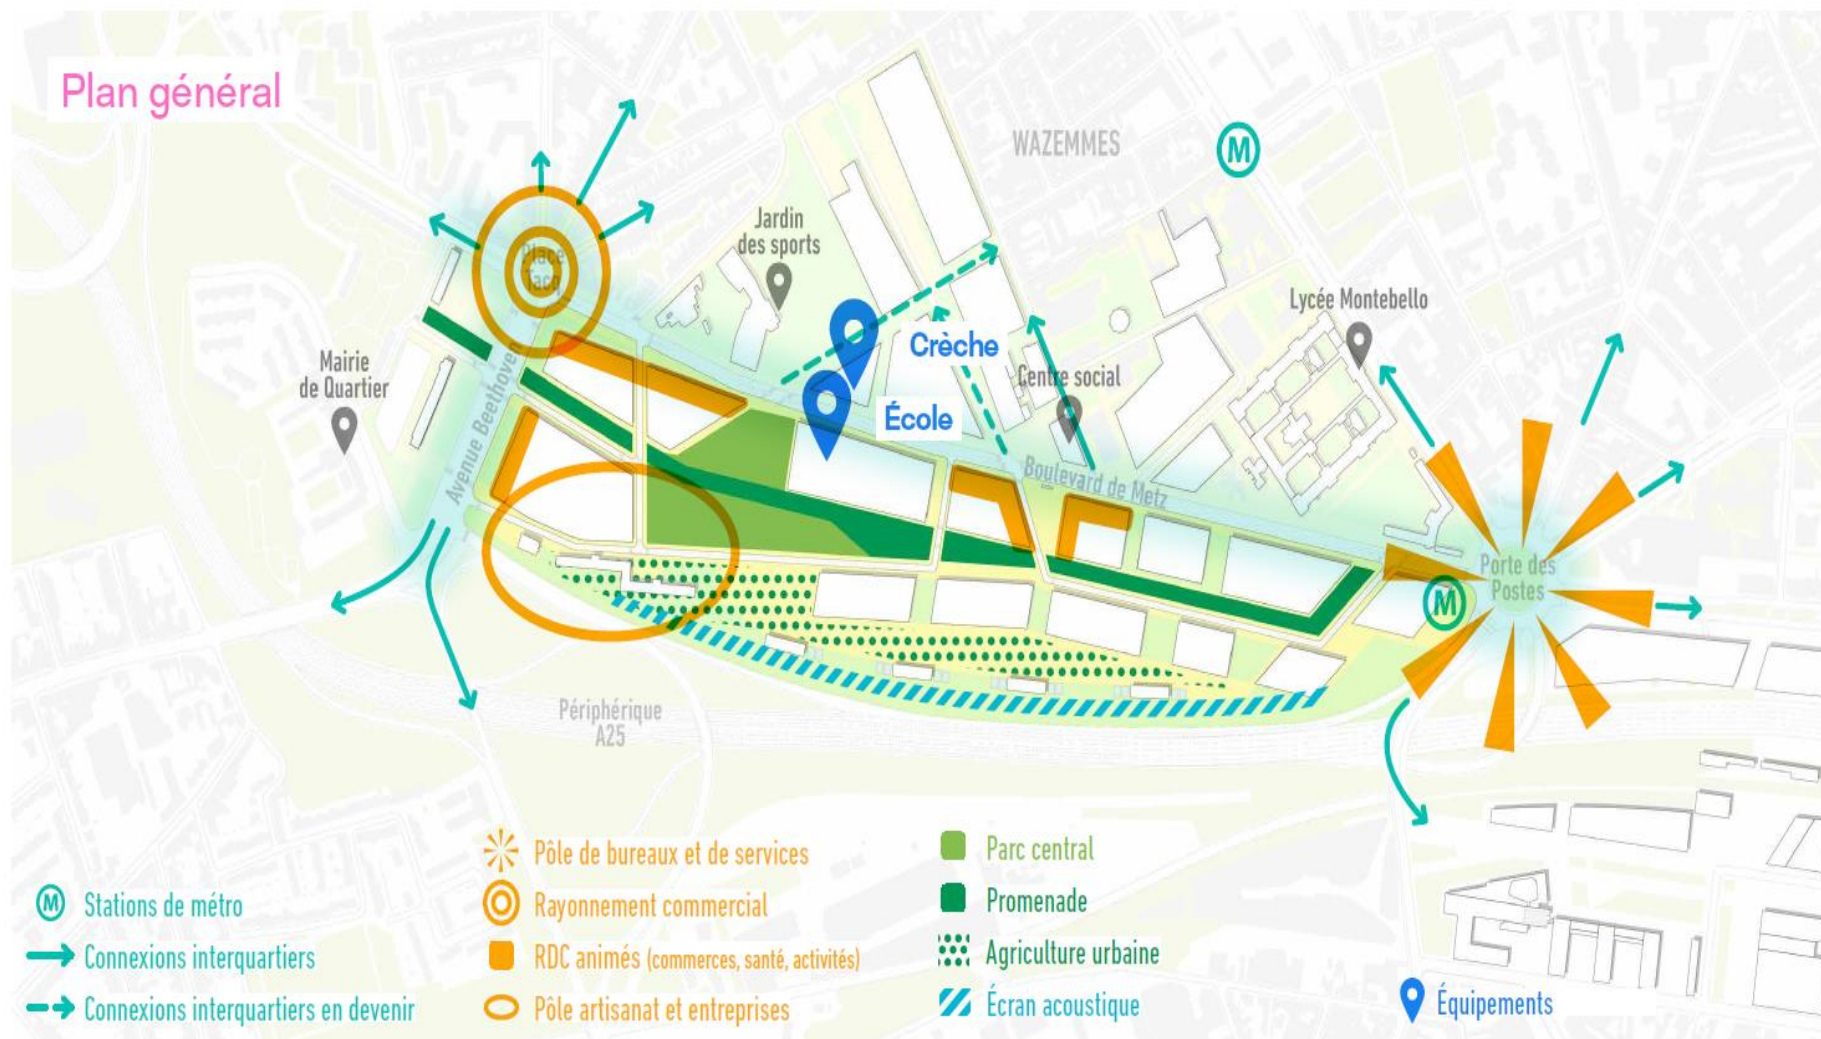 Plan général
WAZEMMES
M
Jardin
des sports
Place
Tacq
Lycée Montebello
Crèche
Mairie
de Quartier
Centre social
École
Avenue Beethoven
Boulevard de Metz
Porte des
Postes
M
Périphérique
A25
Pôle de bureaux et de services
Parc central
M Stations de métro
Rayonnement commercial
Promenade
Connexions interquartiers
RDC animés (commerces, santé, activités)
Agriculture urbaine
Connexions interquartiers en devenir
Pôle artisanat et entreprises
Écran acoustique
Équipements